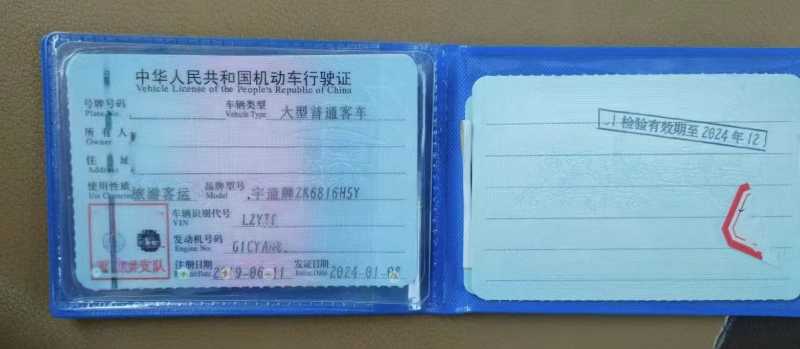 中华人民共和国机动车行驶证
Vehicle License of the People's Republic of China
号牌号码 Plate No. 车辆类型 Vehicle Type 大型普通客车
所有人 Owner
住址 Address
使用性质 Use Character 旅游客运 品牌型号 Model 宇通牌ZK6816H5Y
车辆识别代号 VIN LZYT
发动机号码 Engine No. G1CYA
注册日期 2019-06-11 发证日期 Issue Date 2024-01-08
检验有效期至2024年12